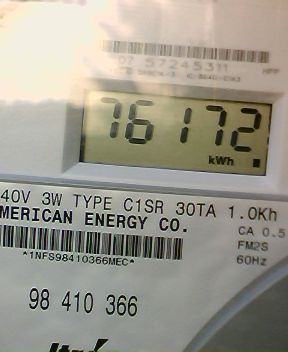 07 57245311
HPP
76172
kWh
40V 3W TYPE C1SR 30TA 1.0Kh
MERICAN ENERGY CO.
CA 0.5
FM2S
60Hz
*1NFS98410366MEC*
98 410 366